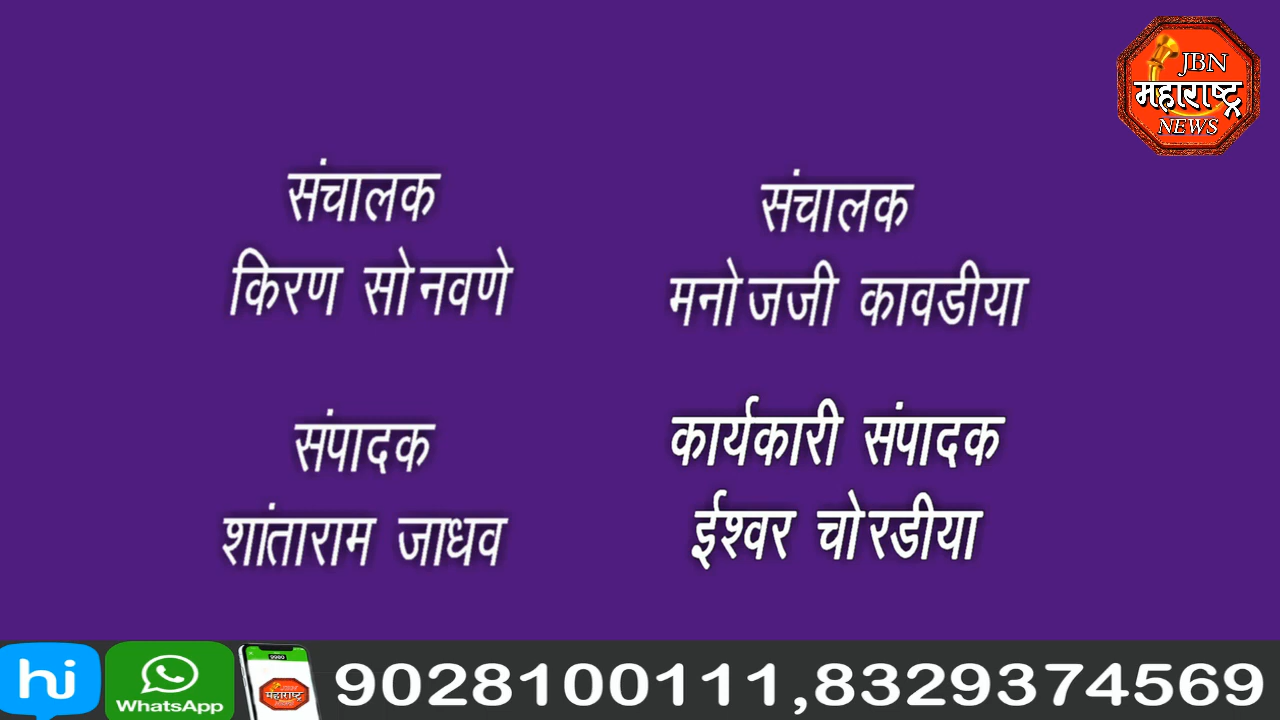 JBN
महाराष्ट्र
NEWS
संचालक
किरण सोनवणे
संचालक
मनोजजी कावडीया
संपादक
शांताराम जाधव
कार्यकारी संपादक
ईश्वर चोरडीया
hi
WhatsApp
महाराष्ट्र
9028100111,8329374569